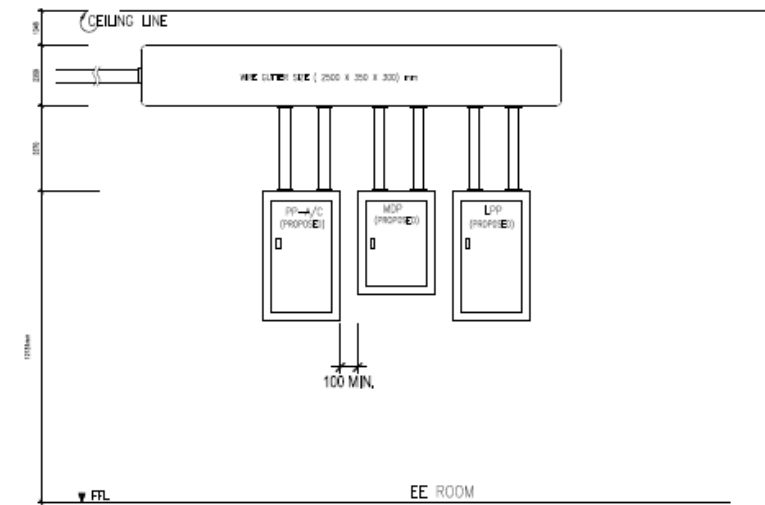 CEILING LINE
WIRE GUTTER SIZE ( 2500 X 350 X 300) mm
PP-A/C
(PROPOSED)
MDP
(PROPOSED)
LPP
(PROPOSED)
100 MIN.
FFL
EE ROOM